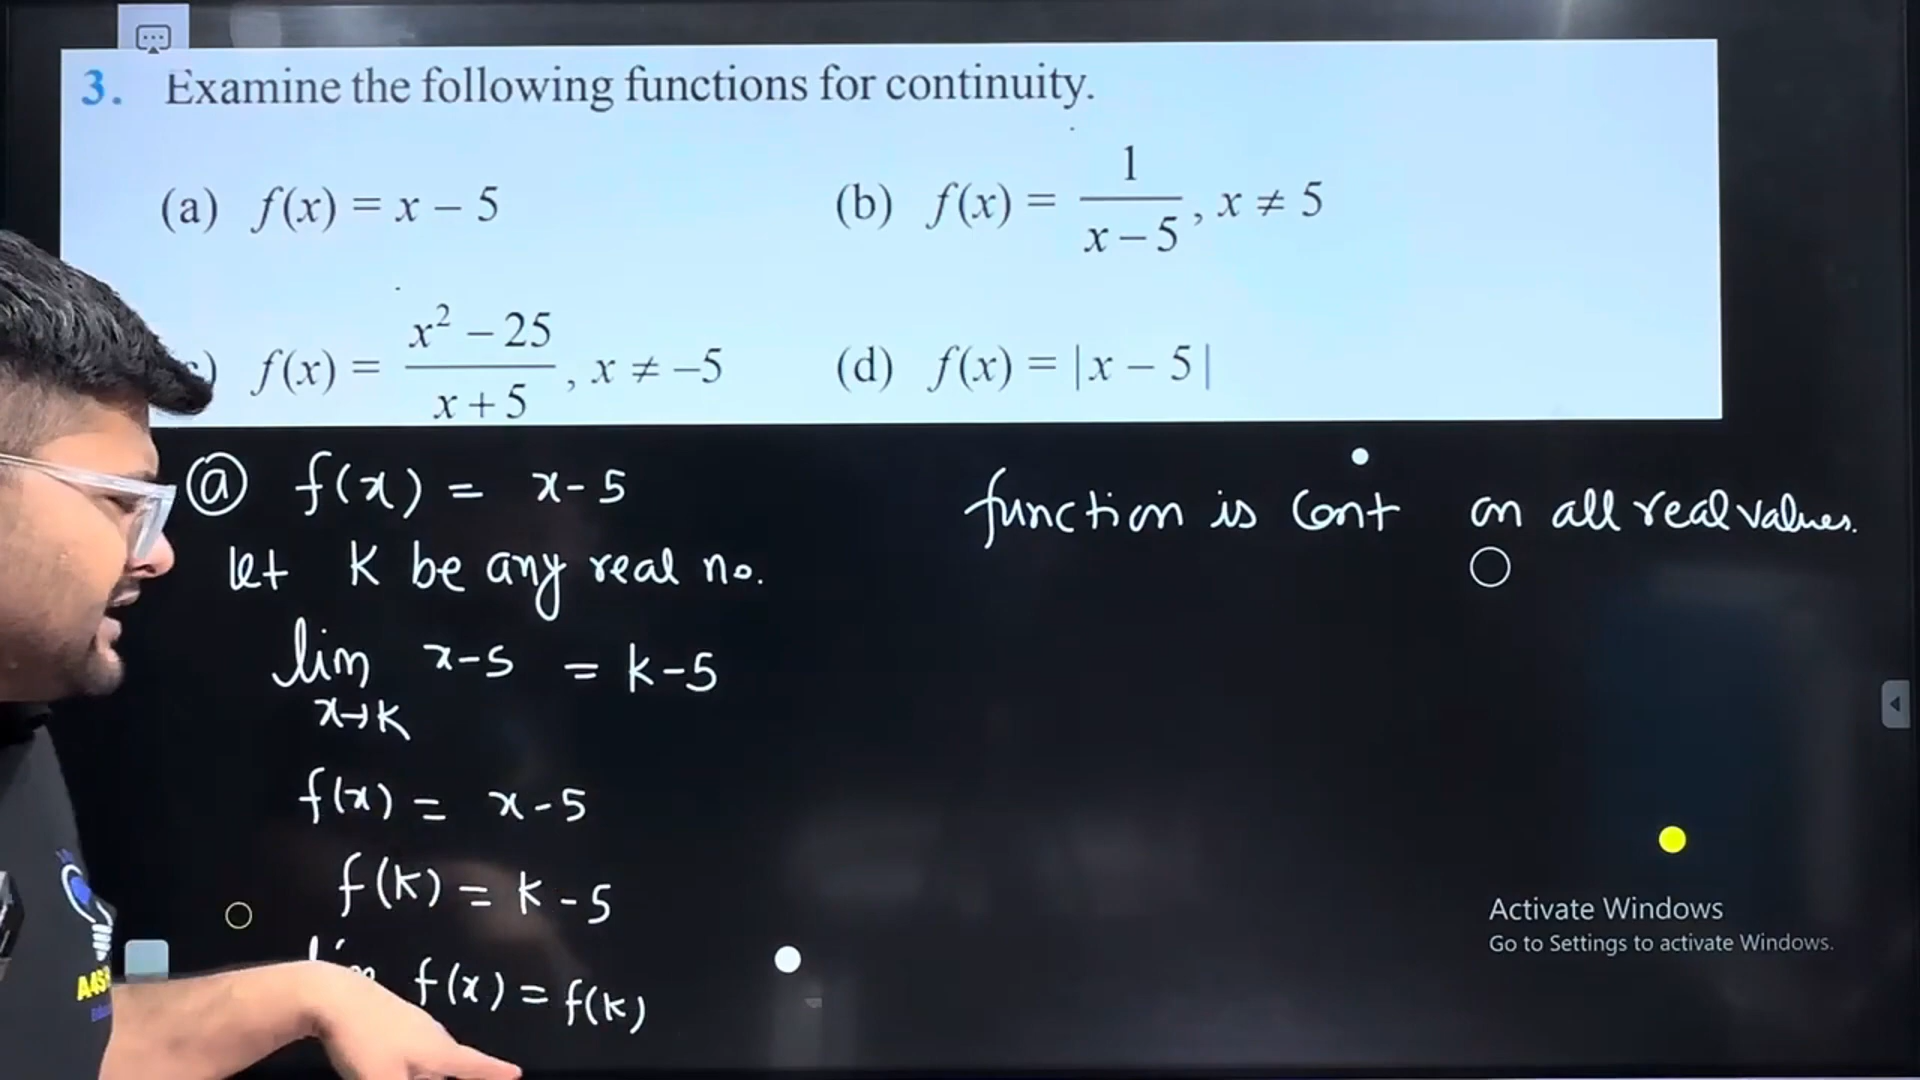 3. Examine the following functions for continuity.
(a) f(x) = x – 5
(b) f(x) = 1/(x – 5), x ≠ 5
) f(x) = (x² – 25)/(x + 5), x ≠ –5
(d) f(x) = |x – 5|
ⓐ f(x) = x-5
let K be any real no.
lim x→K x-5 = k-5
f(x) = x-5
f(k) = k-5
f(x) = f(k)
function is cont on all real values.
Activate Windows
Go to Settings to activate Windows.